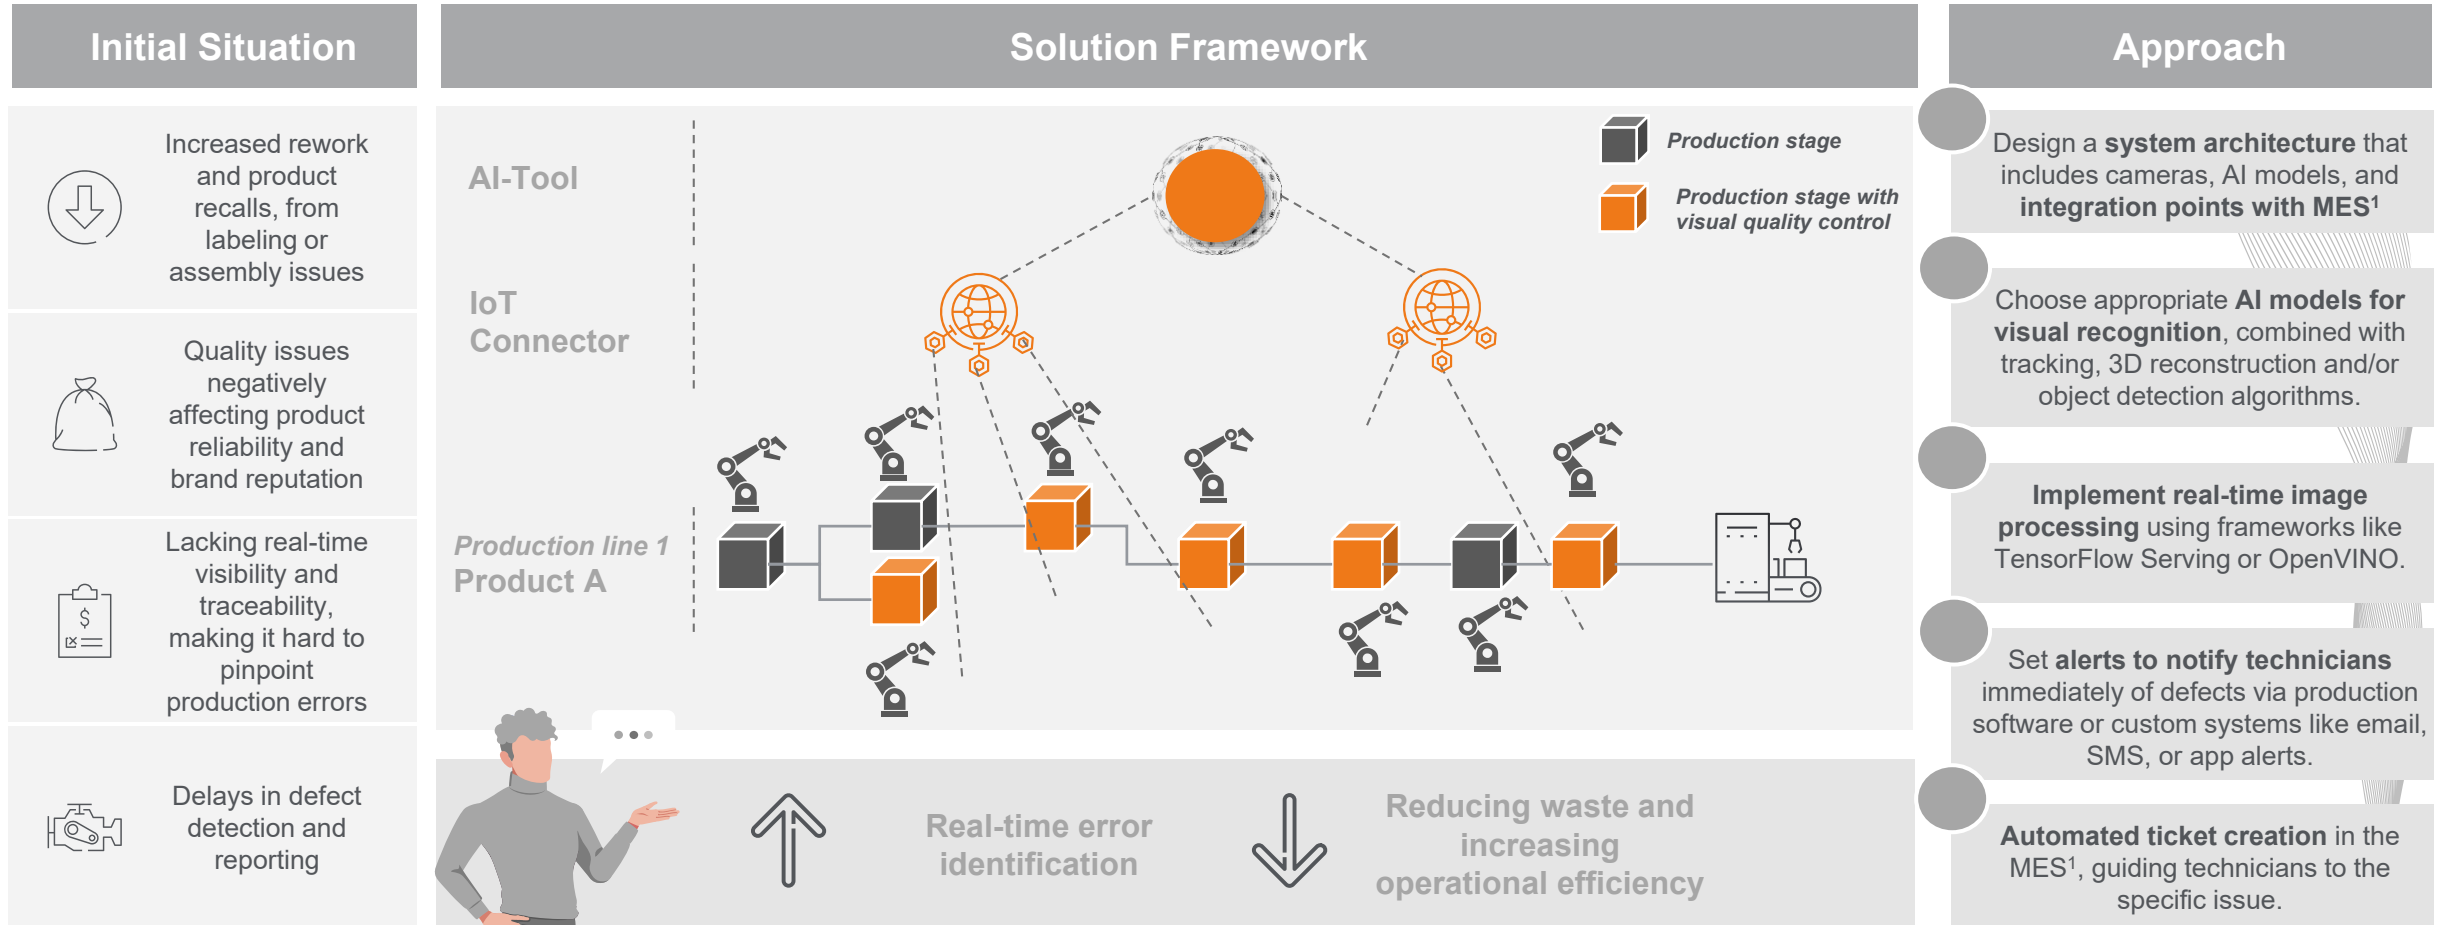 Initial Situation
Increased rework
and product
recalls, from
labeling or
assembly issues
Quality issues
negatively
affecting product
reliability and
brand reputation
Lacking real-time
visibility and
traceability,
making it hard to
pinpoint
production errors
Delays in defect
detection and
reporting
Solution Framework
AI-Tool
IoT
Connector
Production line 1
Product A
Production stage
Production stage with
visual quality control
$
Real-time error
identification
Reducing waste and
increasing
operational efficiency
Approach
Design a system architecture that
includes cameras, AI models, and
integration points with MES¹
Choose appropriate AI models for
visual recognition, combined with
tracking, 3D reconstruction and/or
object detection algorithms.
Implement real-time image
processing using frameworks like
TensorFlow Serving or OpenVINO.
Set alerts to notify technicians
immediately of defects via production
software or custom systems like email,
SMS, or app alerts.
Automated ticket creation in the
MES¹, guiding technicians to the
specific issue.